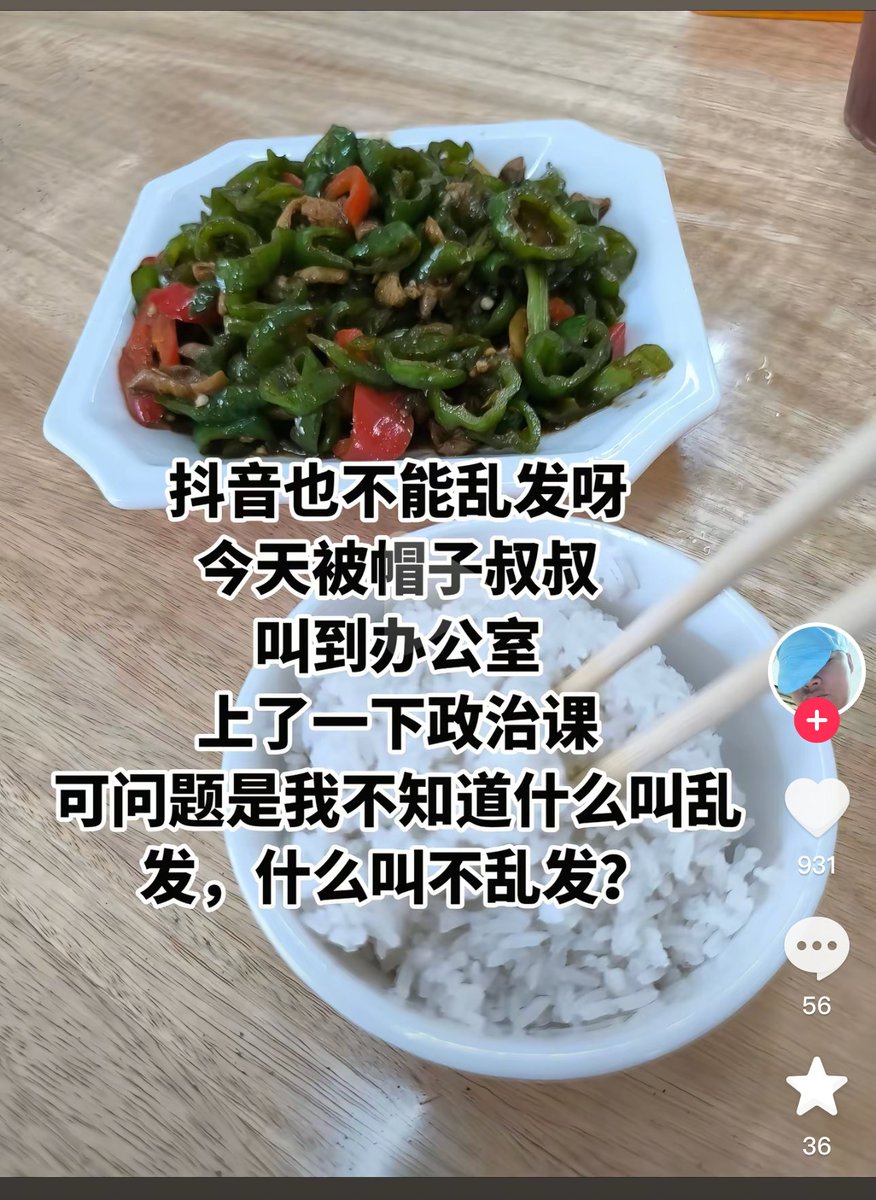 抖音也不能乱发呀
今天被帽子叔叔
叫到办公室
上了一下政治课
可问题是我不知道什么叫乱
发，什么叫不乱发？
931
56
36